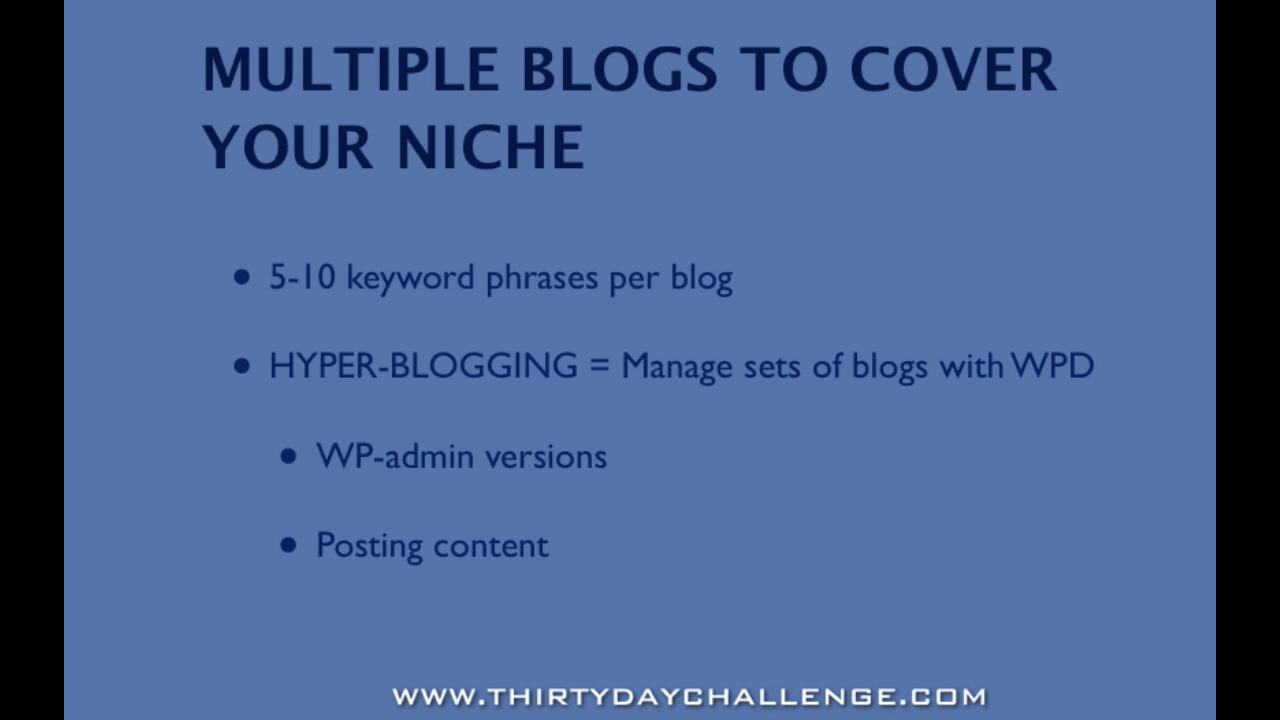 MULTIPLE BLOGS TO COVER
YOUR NICHE
• 5-10 keyword phrases per blog
• HYPER-BLOGGING = Manage sets of blogs with WPD
• WP-admin versions
• Posting content
WWW.THIRTYDAYCHALLENGE.COM